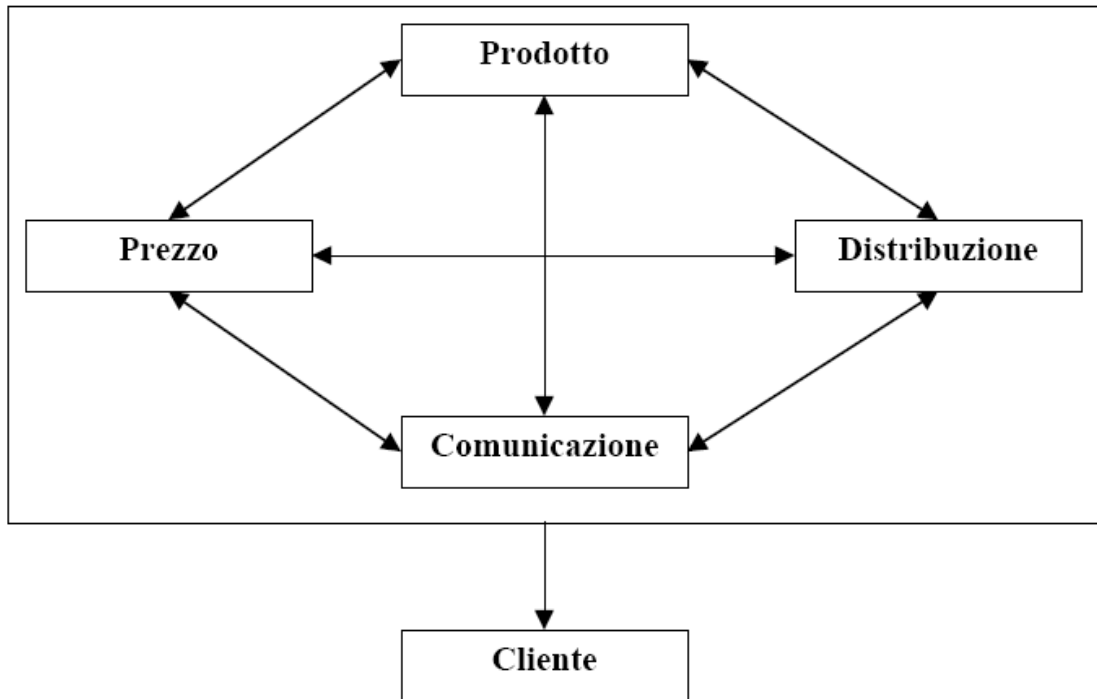 Prodotto
Prezzo
Distribuzione
Comunicazione
Cliente